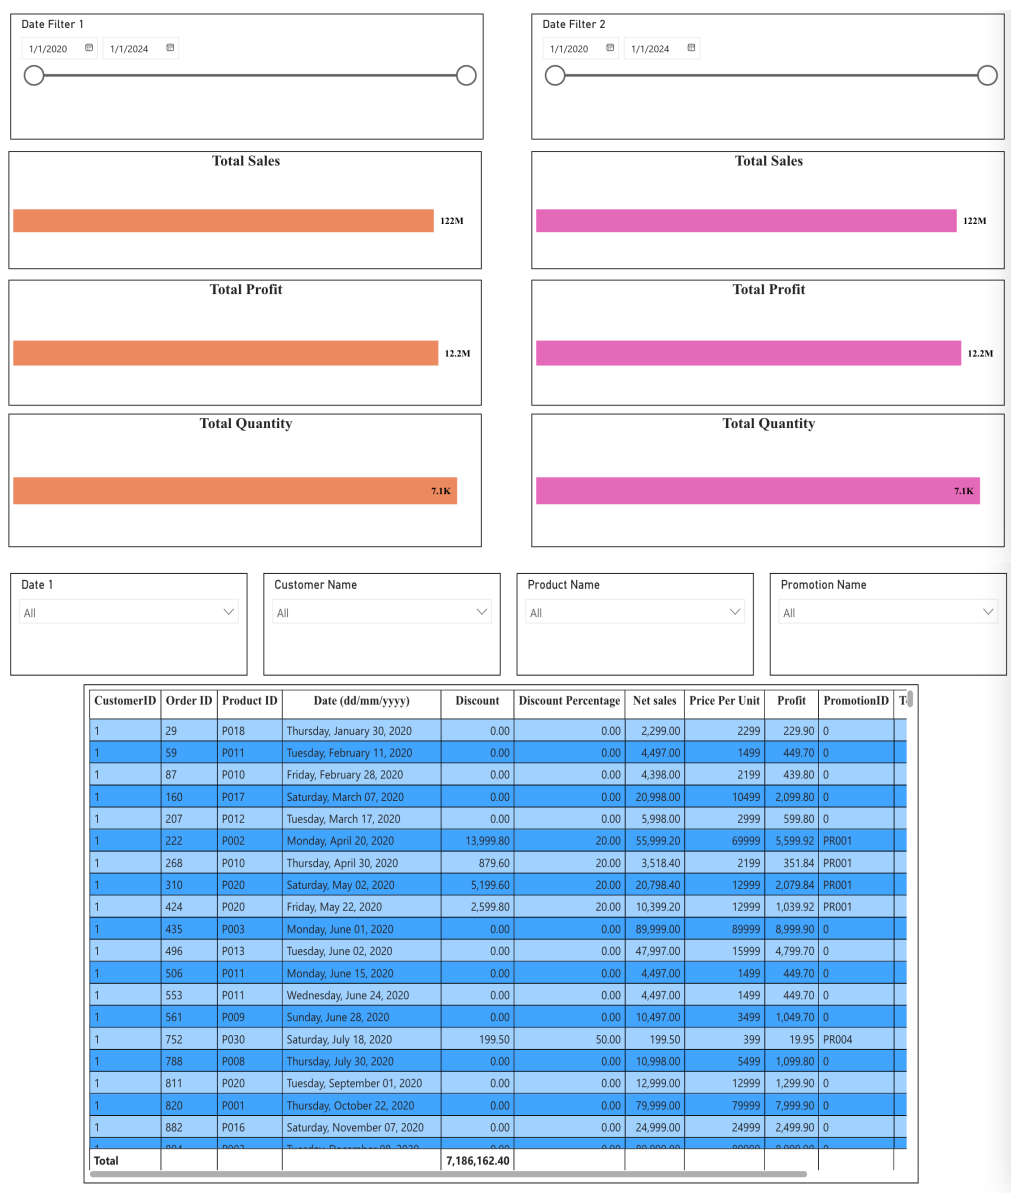 Date Filter 1 Date Filter 2
1/1/2020 1/1/2024 1/1/2020 1/1/2024
Total Sales Total Sales
122M 122M
Total Profit Total Profit
12.2M 12.2M
Total Quantity Total Quantity
7.1K 7.1K
Date 1 Customer Name Product Name Promotion Name
All All All All
CustomerID Order ID Product ID Date (dd/mm/yyyy) Discount Discount Percentage Net sales Price Per Unit Profit PromotionID
1 29 P018 Thursday, January 30, 2020 0.00 0.00 2,299.00 2299 229.90 0
1 59 P011 Tuesday, February 11, 2020 0.00 0.00 4,497.00 1499 449.70 0
1 87 P010 Friday, February 28, 2020 0.00 0.00 4,398.00 2199 439.80 0
1 160 P017 Saturday, March 07, 2020 0.00 0.00 20,998.00 10499 2,099.80 0
1 207 P012 Tuesday, March 17, 2020 0.00 0.00 5,998.00 2999 599.80 0
1 222 P002 Monday, April 20, 2020 13,999.80 20.00 55,999.20 69999 5,599.92 PR001
1 268 P010 Thursday, April 30, 2020 879.60 20.00 3,518.40 2199 351.84 PR001
1 310 P020 Saturday, May 02, 2020 5,199.60 20.00 20,798.40 12999 2,079.84 PR001
1 424 P020 Friday, May 22, 2020 2,599.80 20.00 10,399.20 12999 1,039.92 PR001
1 435 P003 Monday, June 01, 2020 0.00 0.00 89,999.00 89999 8,999.90 0
1 496 P013 Tuesday, June 02, 2020 0.00 0.00 47,997.00 15999 4,799.70 0
1 506 P011 Monday, June 15, 2020 0.00 0.00 4,497.00 1499 449.70 0
1 553 P011 Wednesday, June 24, 2020 0.00 0.00 4,497.00 1499 449.70 0
1 561 P009 Sunday, June 28, 2020 0.00 0.00 10,497.00 3499 1,049.70 0
1 752 P030 Saturday, July 18, 2020 199.50 50.00 199.50 399 19.95 PR004
1 788 P008 Thursday, July 30, 2020 0.00 0.00 10,998.00 5499 1,099.80 0
1 811 P020 Tuesday, September 01, 2020 0.00 0.00 12,999.00 12999 1,299.90 0
1 820 P001 Thursday, October 22, 2020 0.00 0.00 79,999.00 79999 7,999.90 0
1 882 P016 Saturday, November 07, 2020 0.00 0.00 24,999.00 24999 2,499.90 0
Total 7,186,162.40